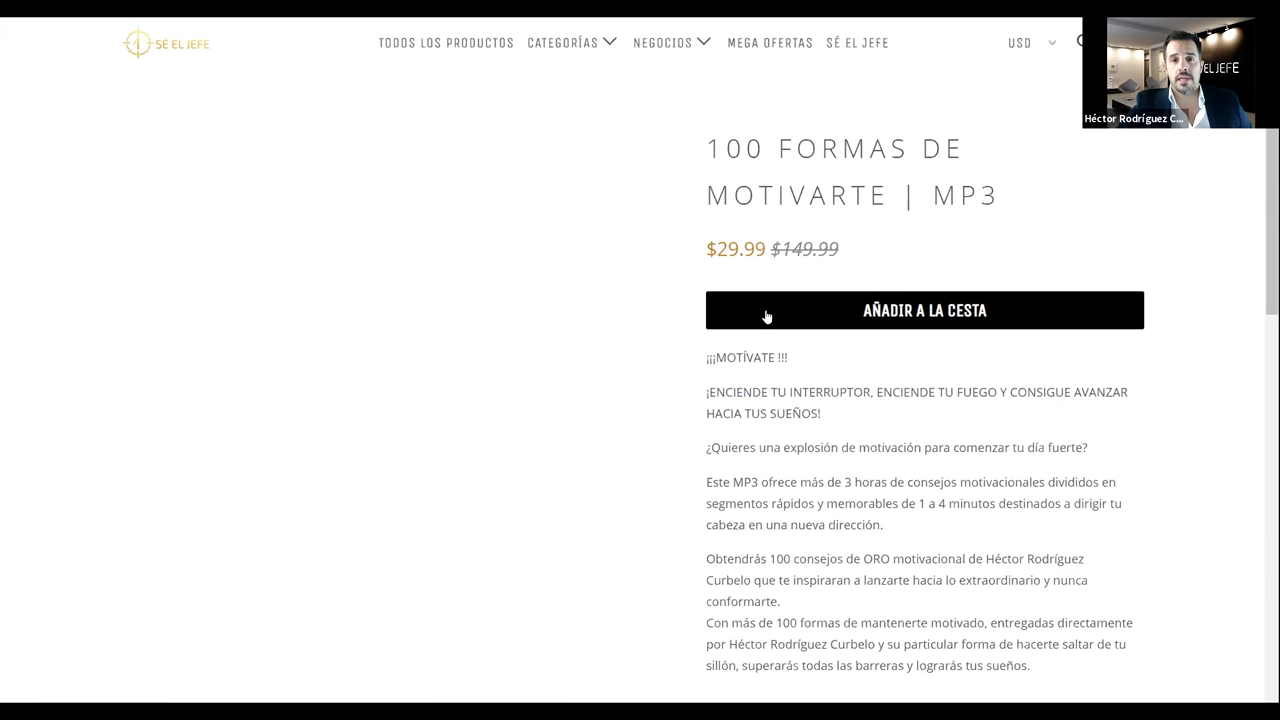 SÉ EL JEFE
TODOS LOS PRODUCTOS CATEGORÍAS NEGOCIOS MEGA OFERTAS SÉ EL JEFE
USD
EL JEFE
Héctor Rodríguez C...
100 FORMAS DE
MOTIVARTE | MP3
$29.99 $149.99
AÑADIR A LA CESTA
¡¡¡MOTÍVATE !!!
¡ENCIENDE TU INTERRUPTOR, ENCIENDE TU FUEGO Y CONSIGUE AVANZAR
HACIA TUS SUEÑOS!
¿Quieres una explosión de motivación para comenzar tu día fuerte?
Este MP3 ofrece más de 3 horas de consejos motivacionales divididos en
segmentos rápidos y memorables de 1 a 4 minutos destinados a dirigir tu
cabeza en una nueva dirección.
Obtendrás 100 consejos de ORO motivacional de Héctor Rodríguez
Curbelo que te inspiraran a lanzarte hacia lo extraordinario y nunca
conformarte.
Con más de 100 formas de mantenerte motivado, entregadas directamente
por Héctor Rodríguez Curbelo y su particular forma de hacerte saltar de tu
sillón, superarás todas las barreras y lograrás tus sueños.